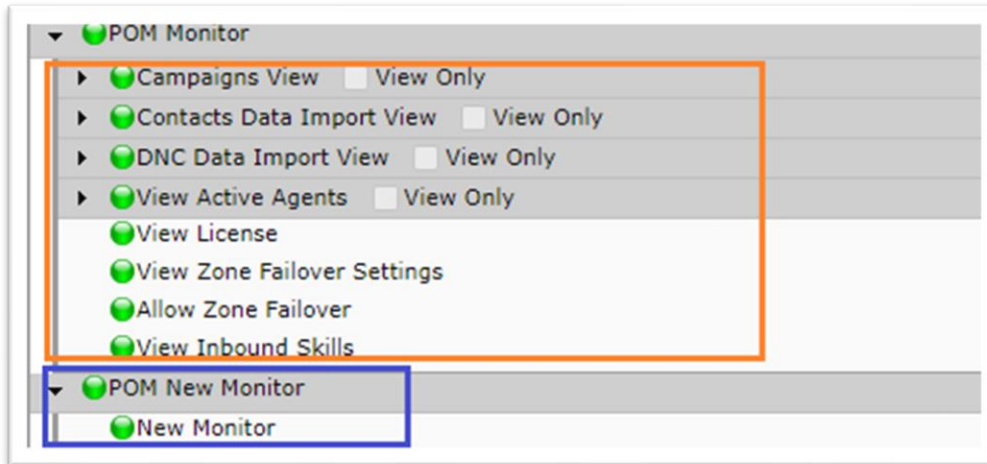 POM Monitor
Campaigns View View Only
Contacts Data Import View View Only
DNC Data Import View View Only
View Active Agents View Only
View License
View Zone Failover Settings
Allow Zone Failover
View Inbound Skills
POM New Monitor
New Monitor